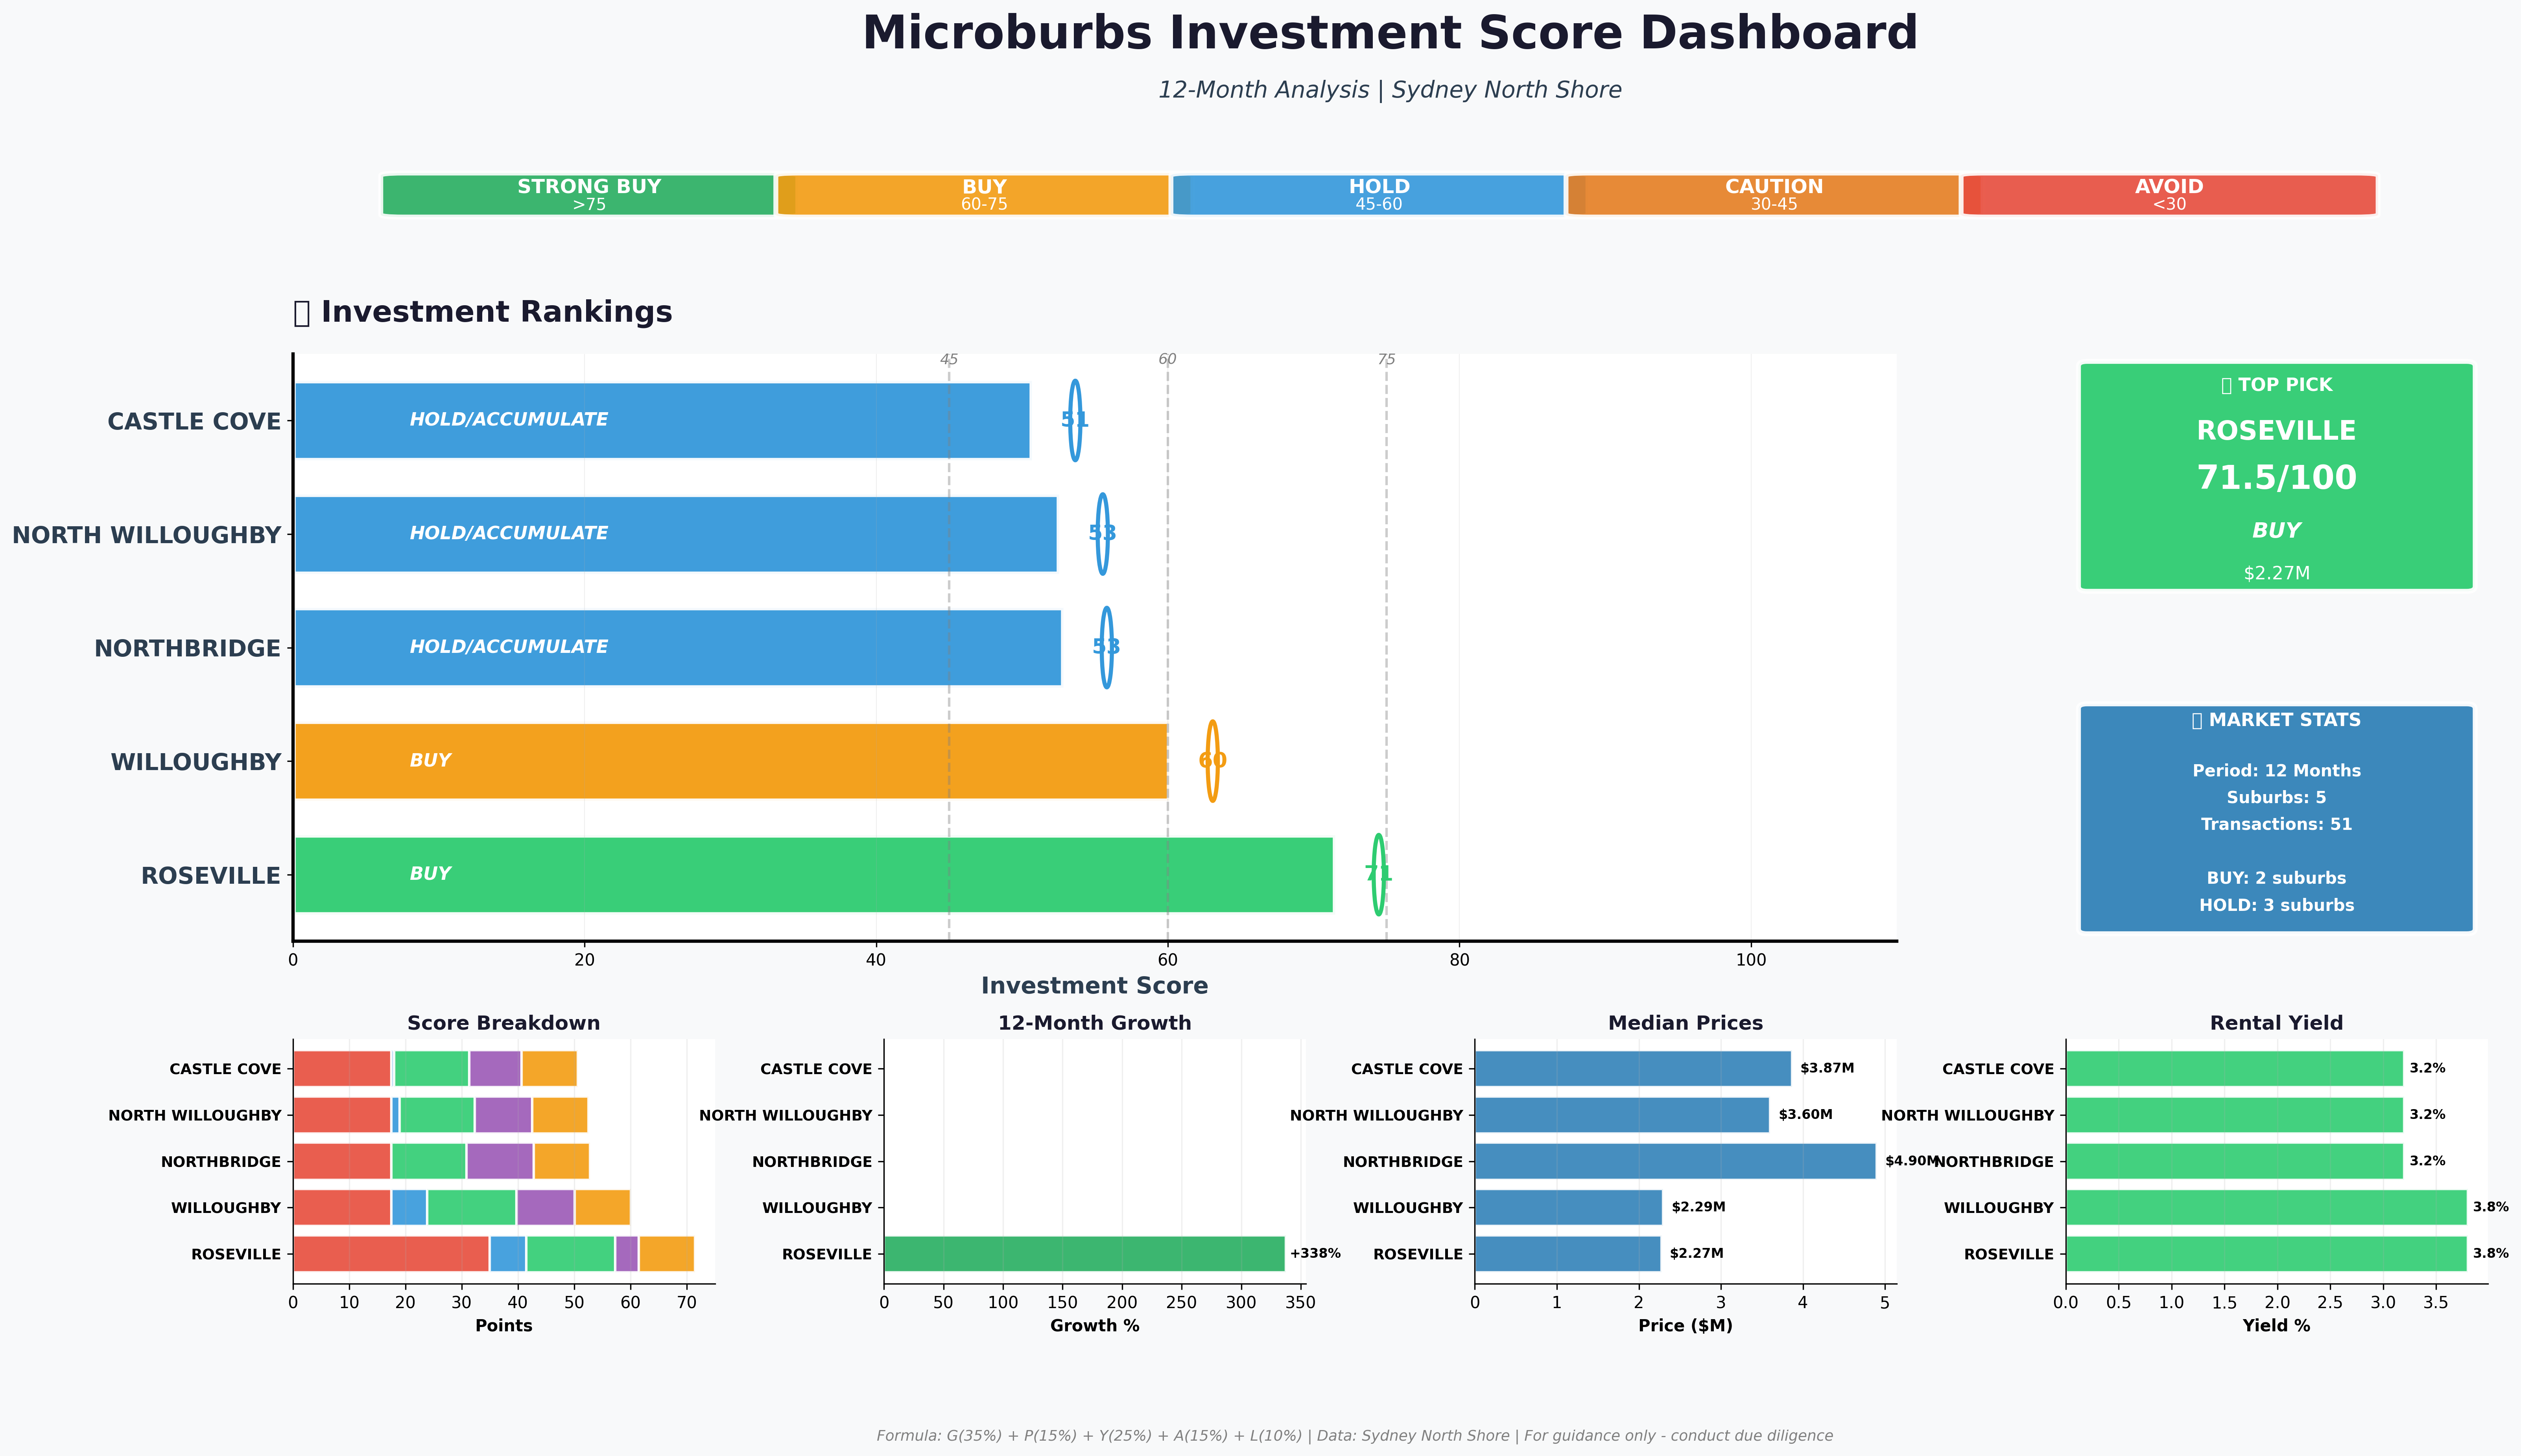 Microburbs Investment Score Dashboard
12-Month Analysis | Sydney North Shore
STRONG BUY
>75
BUY
60-75
HOLD
45-60
CAUTION
30-45
AVOID
<30
Investment Rankings
45
60
75
CASTLE COVE
HOLD/ACCUMULATE
51
NORTH WILLOUGHBY
HOLD/ACCUMULATE
53
NORTHBRIDGE
HOLD/ACCUMULATE
53
WILLOUGHBY
BUY
60
ROSEVILLE
BUY
71
0 20 40 60 80 100
Investment Score
TOP PICK
ROSEVILLE
71.5/100
BUY
$2.27M
MARKET STATS
Period: 12 Months
Suburbs: 5
Transactions: 51
BUY: 2 suburbs
HOLD: 3 suburbs
Score Breakdown
CASTLE COVE
NORTH WILLOUGHBY
NORTHBRIDGE
WILLOUGHBY
ROSEVILLE
0 10 20 30 40 50 60 70
Points
12-Month Growth
CASTLE COVE
NORTH WILLOUGHBY
NORTHBRIDGE
WILLOUGHBY
ROSEVILLE +338%
0 50 100 150 200 250 300 350
Growth %
Median Prices
CASTLE COVE $3.87M
NORTH WILLOUGHBY $3.60M
NORTHBRIDGE $4.90M
WILLOUGHBY $2.29M
ROSEVILLE $2.27M
0 1 2 3 4 5
Price ($M)
Rental Yield
CASTLE COVE 3.2%
NORTH WILLOUGHBY 3.2%
NORTHBRIDGE 3.2%
WILLOUGHBY 3.8%
ROSEVILLE 3.8%
0.0 0.5 1.0 1.5 2.0 2.5 3.0 3.5
Yield %
Formula: G(35%) + P(15%) + Y(25%) + A(15%) + L(10%) | Data: Sydney North Shore | For guidance only - conduct due diligence